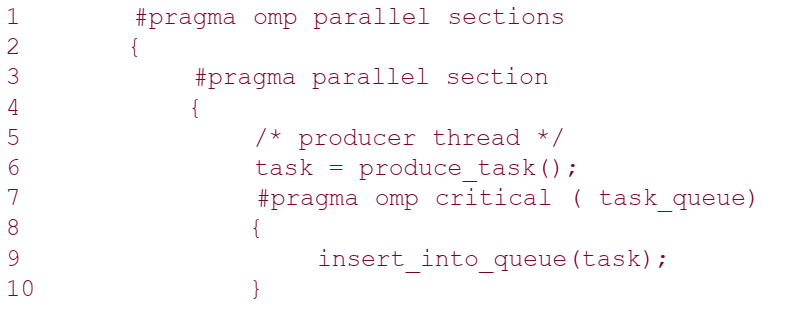 1 #pragma omp parallel sections
2 {
3 #pragma parallel section
4 {
5 /* producer thread */
6 task = produce_task();
7 #pragma omp critical ( task_queue)
8 {
9 insert_into_queue(task);
10 }